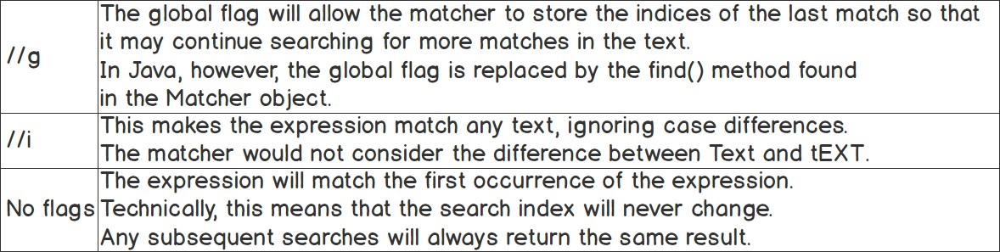 //g
The global flag will allow the matcher to store the indices of the last match so that
it may continue searching for more matches in the text.
In Java, however, the global flag is replaced by the find() method found
in the Matcher object.
//i
This makes the expression match any text, ignoring case differences.
The matcher would not consider the difference between Text and tEXT.
No flags
The expression will match the first occurrence of the expression.
Technically, this means that the search index will never change.
Any subsequent searches will always return the same result.